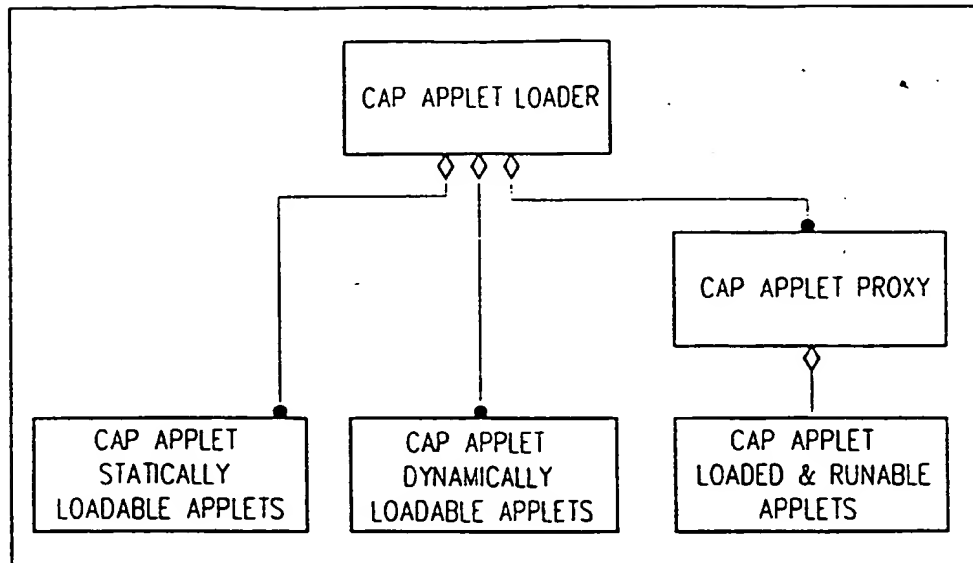 CAP APPLET LOADER
CAP APPLET PROXY
CAP APPLET
STATICALLY
LOADABLE APPLETS
CAP APPLET
DYNAMICALLY
LOADABLE APPLETS
CAP APPLET
LOADED & RUNABLE
APPLETS